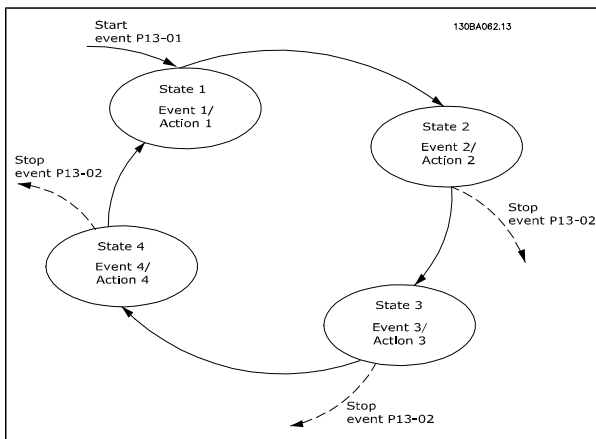 Start
event P13-01
130BA062.13
State 1
Event 1/
Action 1
State 2
Event 2/
Action 2
Stop
event P13-02
Stop
event P13-02
State 4
Event 4/
Action 4
State 3
Event 3/
Action 3
Stop
event P13-02